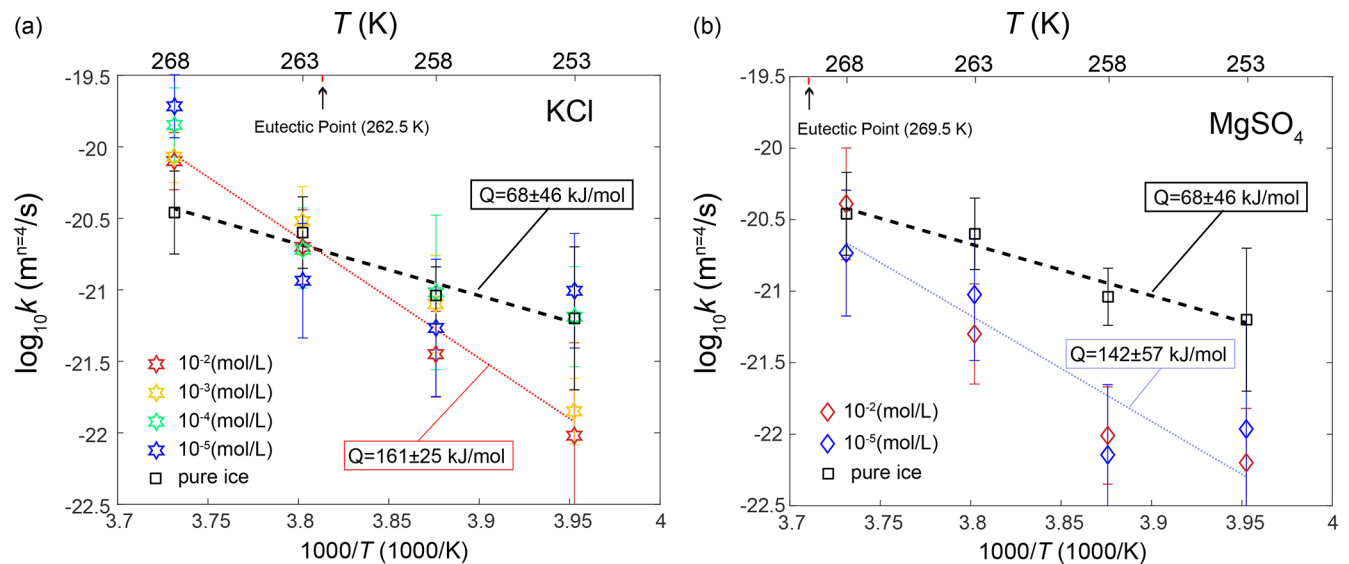 (a)
T (K)
268 263 258 253
-19.5
-20
-20.5
-21
-21.5
-22
-22.5
log₁₀k (mⁿ⁼⁴/s)
Eutectic Point (262.5 K)
KCl
Q=68±46 kJ/mol
Q=161±25 kJ/mol
10⁻²(mol/L)
10⁻³(mol/L)
10⁻⁴(mol/L)
10⁻⁵(mol/L)
pure ice
3.7 3.75 3.8 3.85 3.9 3.95 4
1000/T (1000/K)
(b)
T (K)
268 263 258 253
-19.5
-20
-20.5
-21
-21.5
-22
-22.5
log₁₀k (mⁿ⁼⁴/s)
Eutectic Point (269.5 K)
MgSO₄
Q=68±46 kJ/mol
Q=142±57 kJ/mol
10⁻²(mol/L)
10⁻⁵(mol/L)
pure ice
3.7 3.75 3.8 3.85 3.9 3.95 4
1000/T (1000/K)